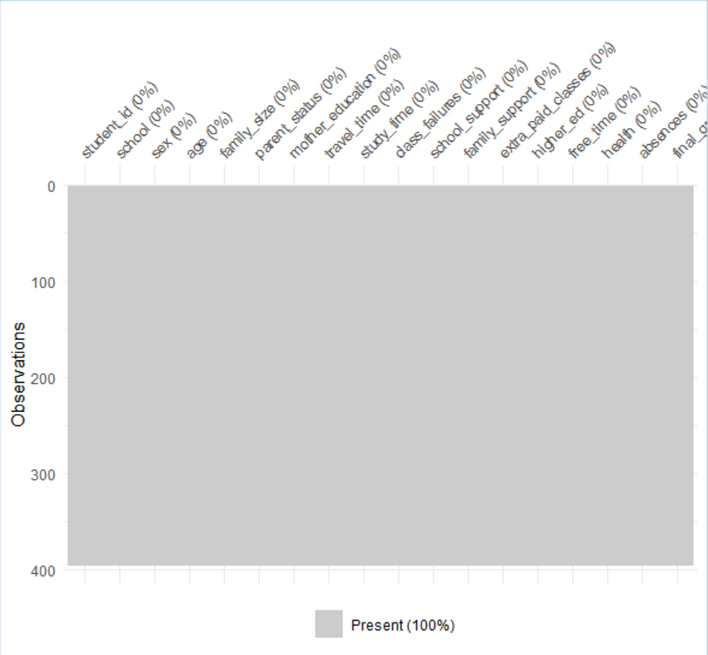 student_id (0%)
school (0%)
sex (0%)
age (0%)
family_size (0%)
parent_status (0%)
mother_education (0%)
travel_time (0%)
study_time (0%)
class_failures (0%)
school_support (0%)
family_support (0%)
extra_paid_classes (0%)
higher_ed (0%)
free_time (0%)
health (0%)
absences (0%)
final_gr
0
100
200
300
400
Observations
Present (100%)